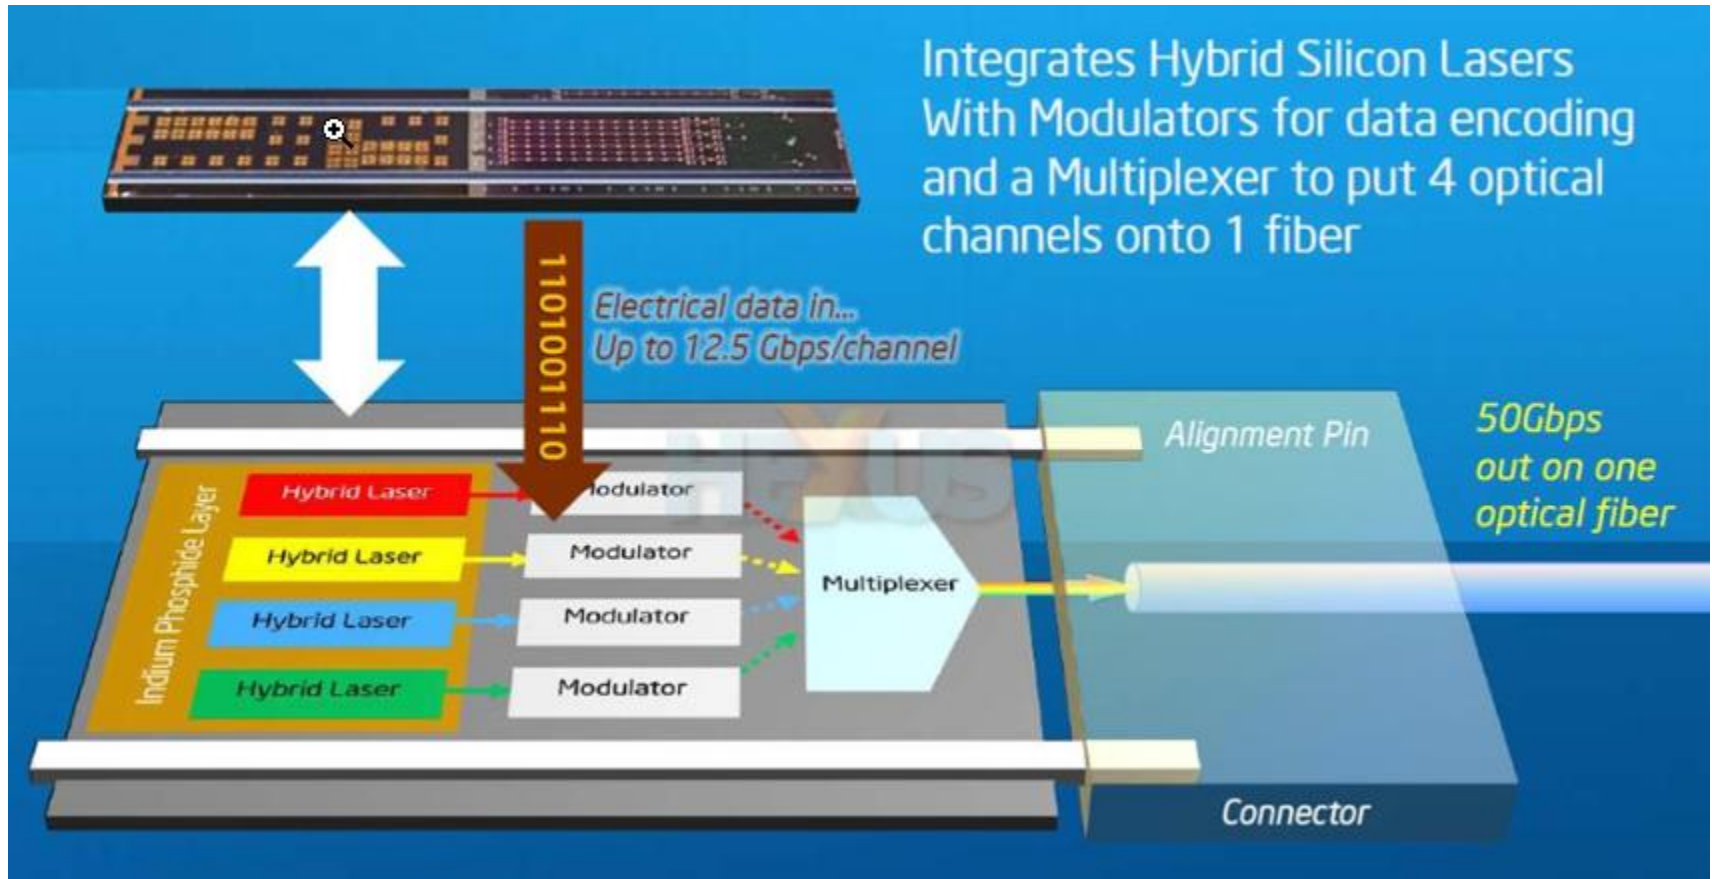 Integrates Hybrid Silicon Lasers
With Modulators for data encoding
and a Multiplexer to put 4 optical
channels onto 1 fiber
1101001110
Electrical data in...
Up to 12.5 Gbps/channel
HEXUS
Alignment Pin
50Gbps
out on one
optical fiber
Indium Phosphide Layer
Hybrid Laser
odulator
Hybrid Laser
Modulator
Hybrid Laser
Modulator
Hybrid Laser
Modulator
Multiplexer
Connector